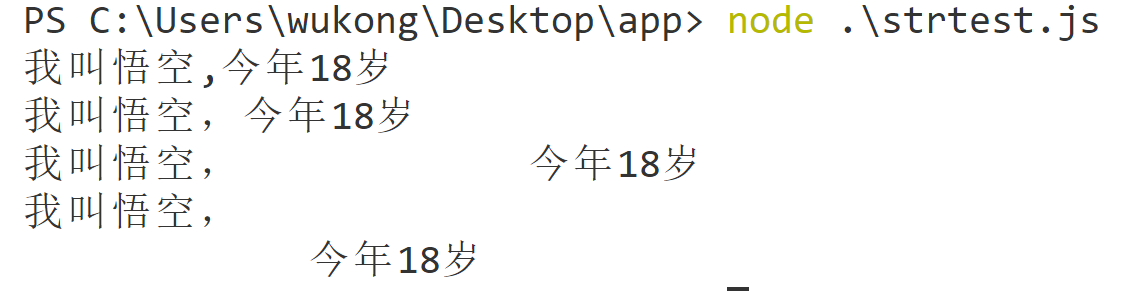 PS C:\Users\wukong\Desktop\app> node .\strtest.js
我叫悟空,今年18岁
我叫悟空，今年18岁
我叫悟空，             今年18岁
我叫悟空，
             今年18岁